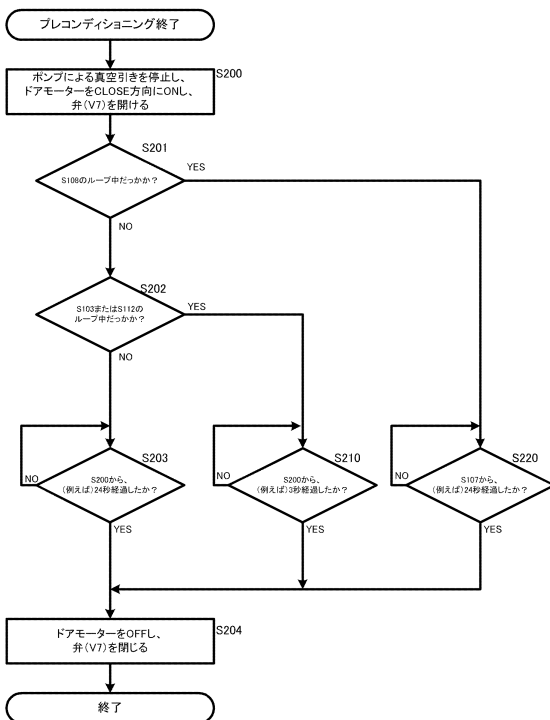 プレコンディショニング終了
S200
ポンプによる真空引きを停止し、
ドアモーターをCLOSE方向にONし、
弁(V7)を開ける
S201
S108のループ中だっかか？
YES
NO
S202
S103またはS112の
ループ中だっかか？
YES
NO
S203
S200から、
(例えば)24秒経過したか？
NO
YES
S210
S200から、
(例えば)3秒経過したか？
NO
YES
S220
S107から、
(例えば)24秒経過したか？
NO
YES
S204
ドアモーターをOFFし、
弁(V7)を閉じる
終了